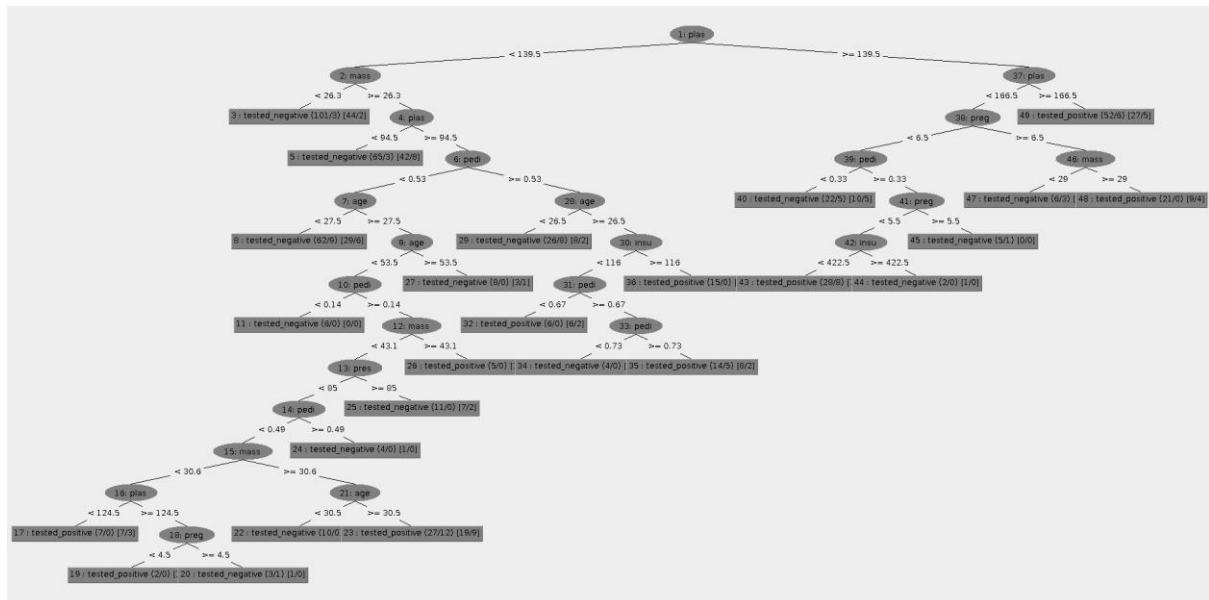 1: plas
< 139.5
>= 139.5
2: mass
37: plas
< 26.3
>= 26.3
< 166.5
>= 166.5
3 : tested_negative (101/3) [44/2]
4: plas
38: preg
49 : tested_positive (52/6) [27/5]
< 94.5
>= 94.5
< 6.5
>= 6.5
5 : tested_negative (65/3) [42/8]
6: pedi
39: pedi
46: mass
< 0.53
>= 0.53
< 0.33
>= 0.33
< 29
>= 29
7: age
28: age
40 : tested_negative (22/5) [10/5]
41: preg
47 : tested_negative (6/3)
48 : tested_positive (21/0) [9/4]
< 27.5
>= 27.5
< 26.5
>= 26.5
< 5.5
>= 5.5
8 : tested_negative (62/9) [29/6]
9: age
29 : tested_negative (26/8) [8/2]
30: insu
42: insu
45 : tested_negative (5/1) [0/0]
< 53.5
>= 53.5
< 116
>= 116
< 422.5
>= 422.5
10: pedi
27 : tested_negative (8/0) [3/1]
31: pedi
36 : tested_positive (15/0)
43 : tested_positive (28/8)
44 : tested_negative (2/0) [1/0]
< 0.14
>= 0.14
< 0.67
>= 0.67
11 : tested_negative (6/0) [0/0]
12: mass
32 : tested_positive (6/0) [6/2]
33: pedi
< 43.1
>= 43.1
< 0.73
>= 0.73
13: pres
26 : tested_positive (5/0)
34 : tested_negative (4/0)
35 : tested_positive (14/5) [8/2]
< 85
>= 85
14: pedi
25 : tested_negative (11/0) [7/2]
< 0.49
>= 0.49
15: mass
24 : tested_negative (4/0) [1/0]
< 30.6
>= 30.6
16: plas
21: age
< 124.5
>= 124.5
< 30.5
>= 30.5
17 : tested_positive (7/0) [7/3]
18: preg
22 : tested_negative (10/0
23 : tested_positive (27/12) [19/9]
< 4.5
>= 4.5
19 : tested_positive (2/0)
20 : tested_negative (3/1) [1/0]